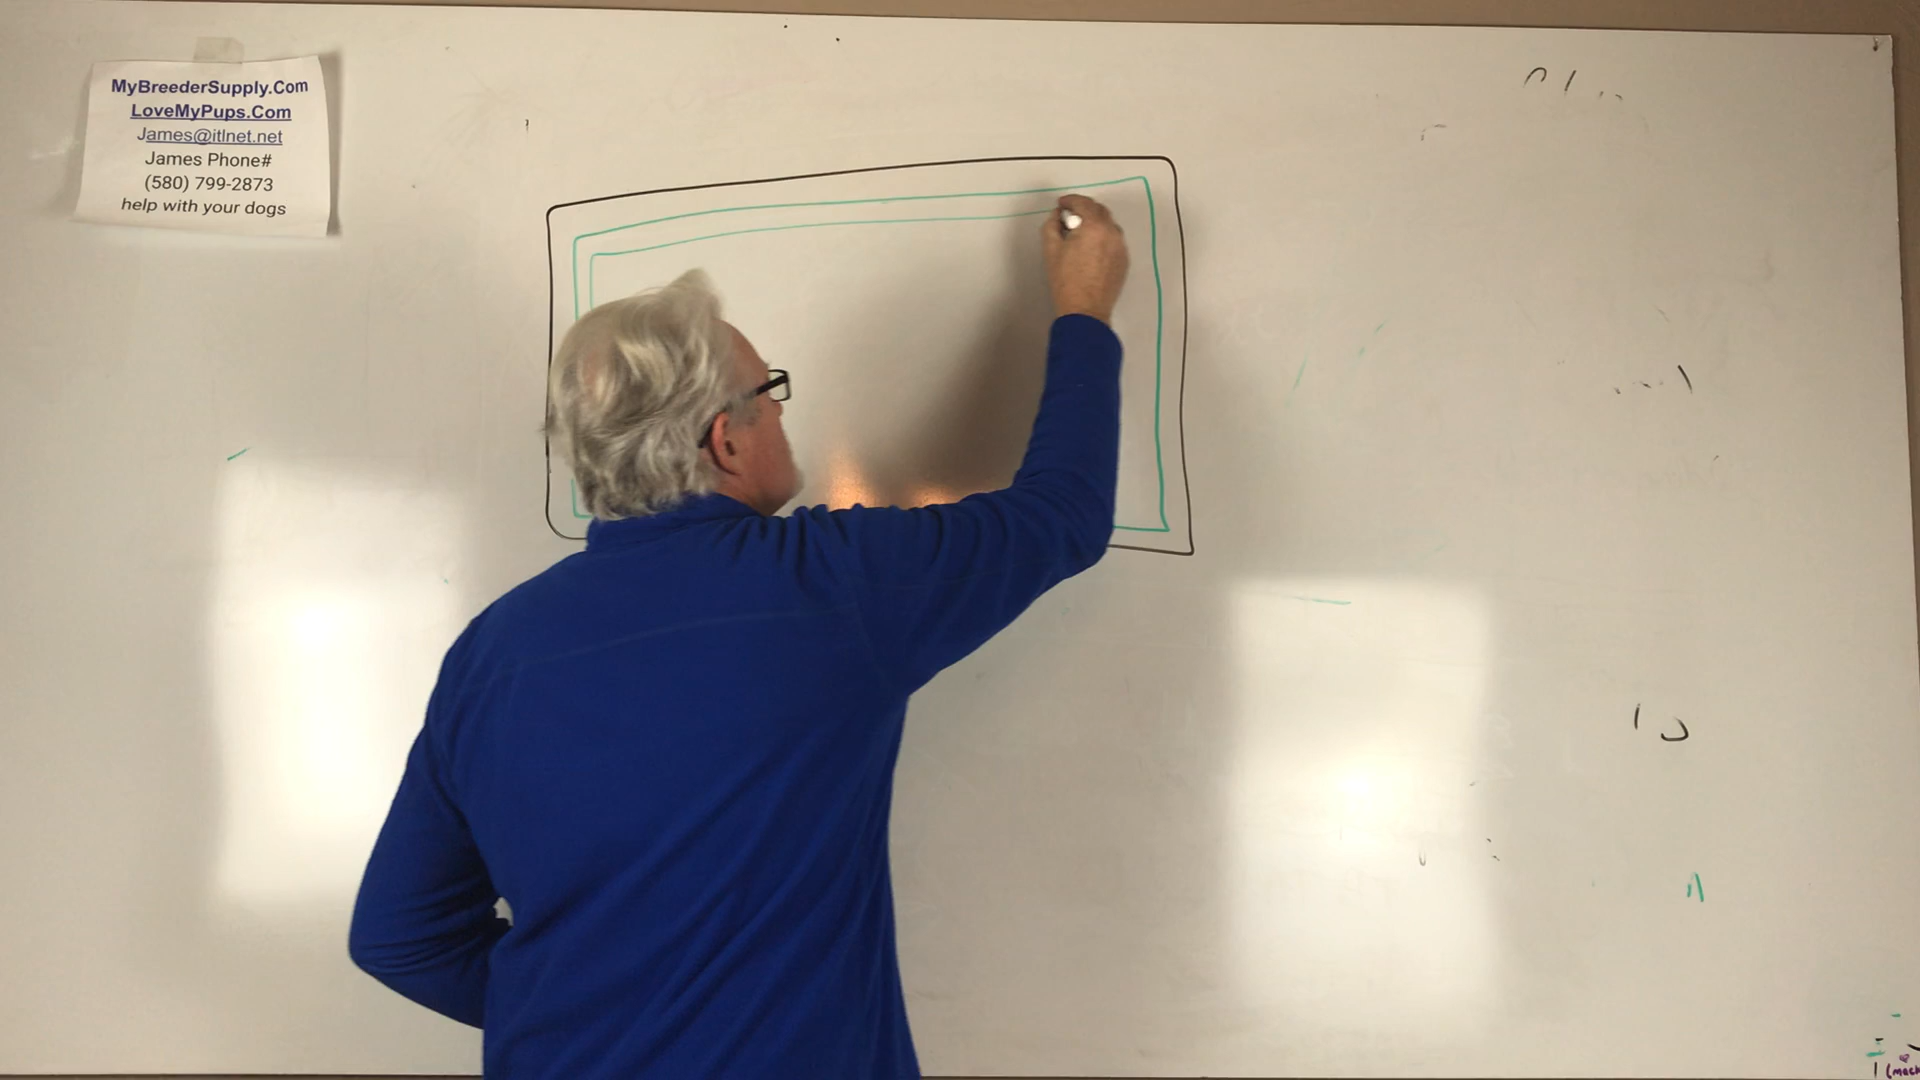 MyBreederSupply.Com
LoveMyPups.Com
James@itlnet.net
James Phone#
(580) 799-2873
help with your dogs